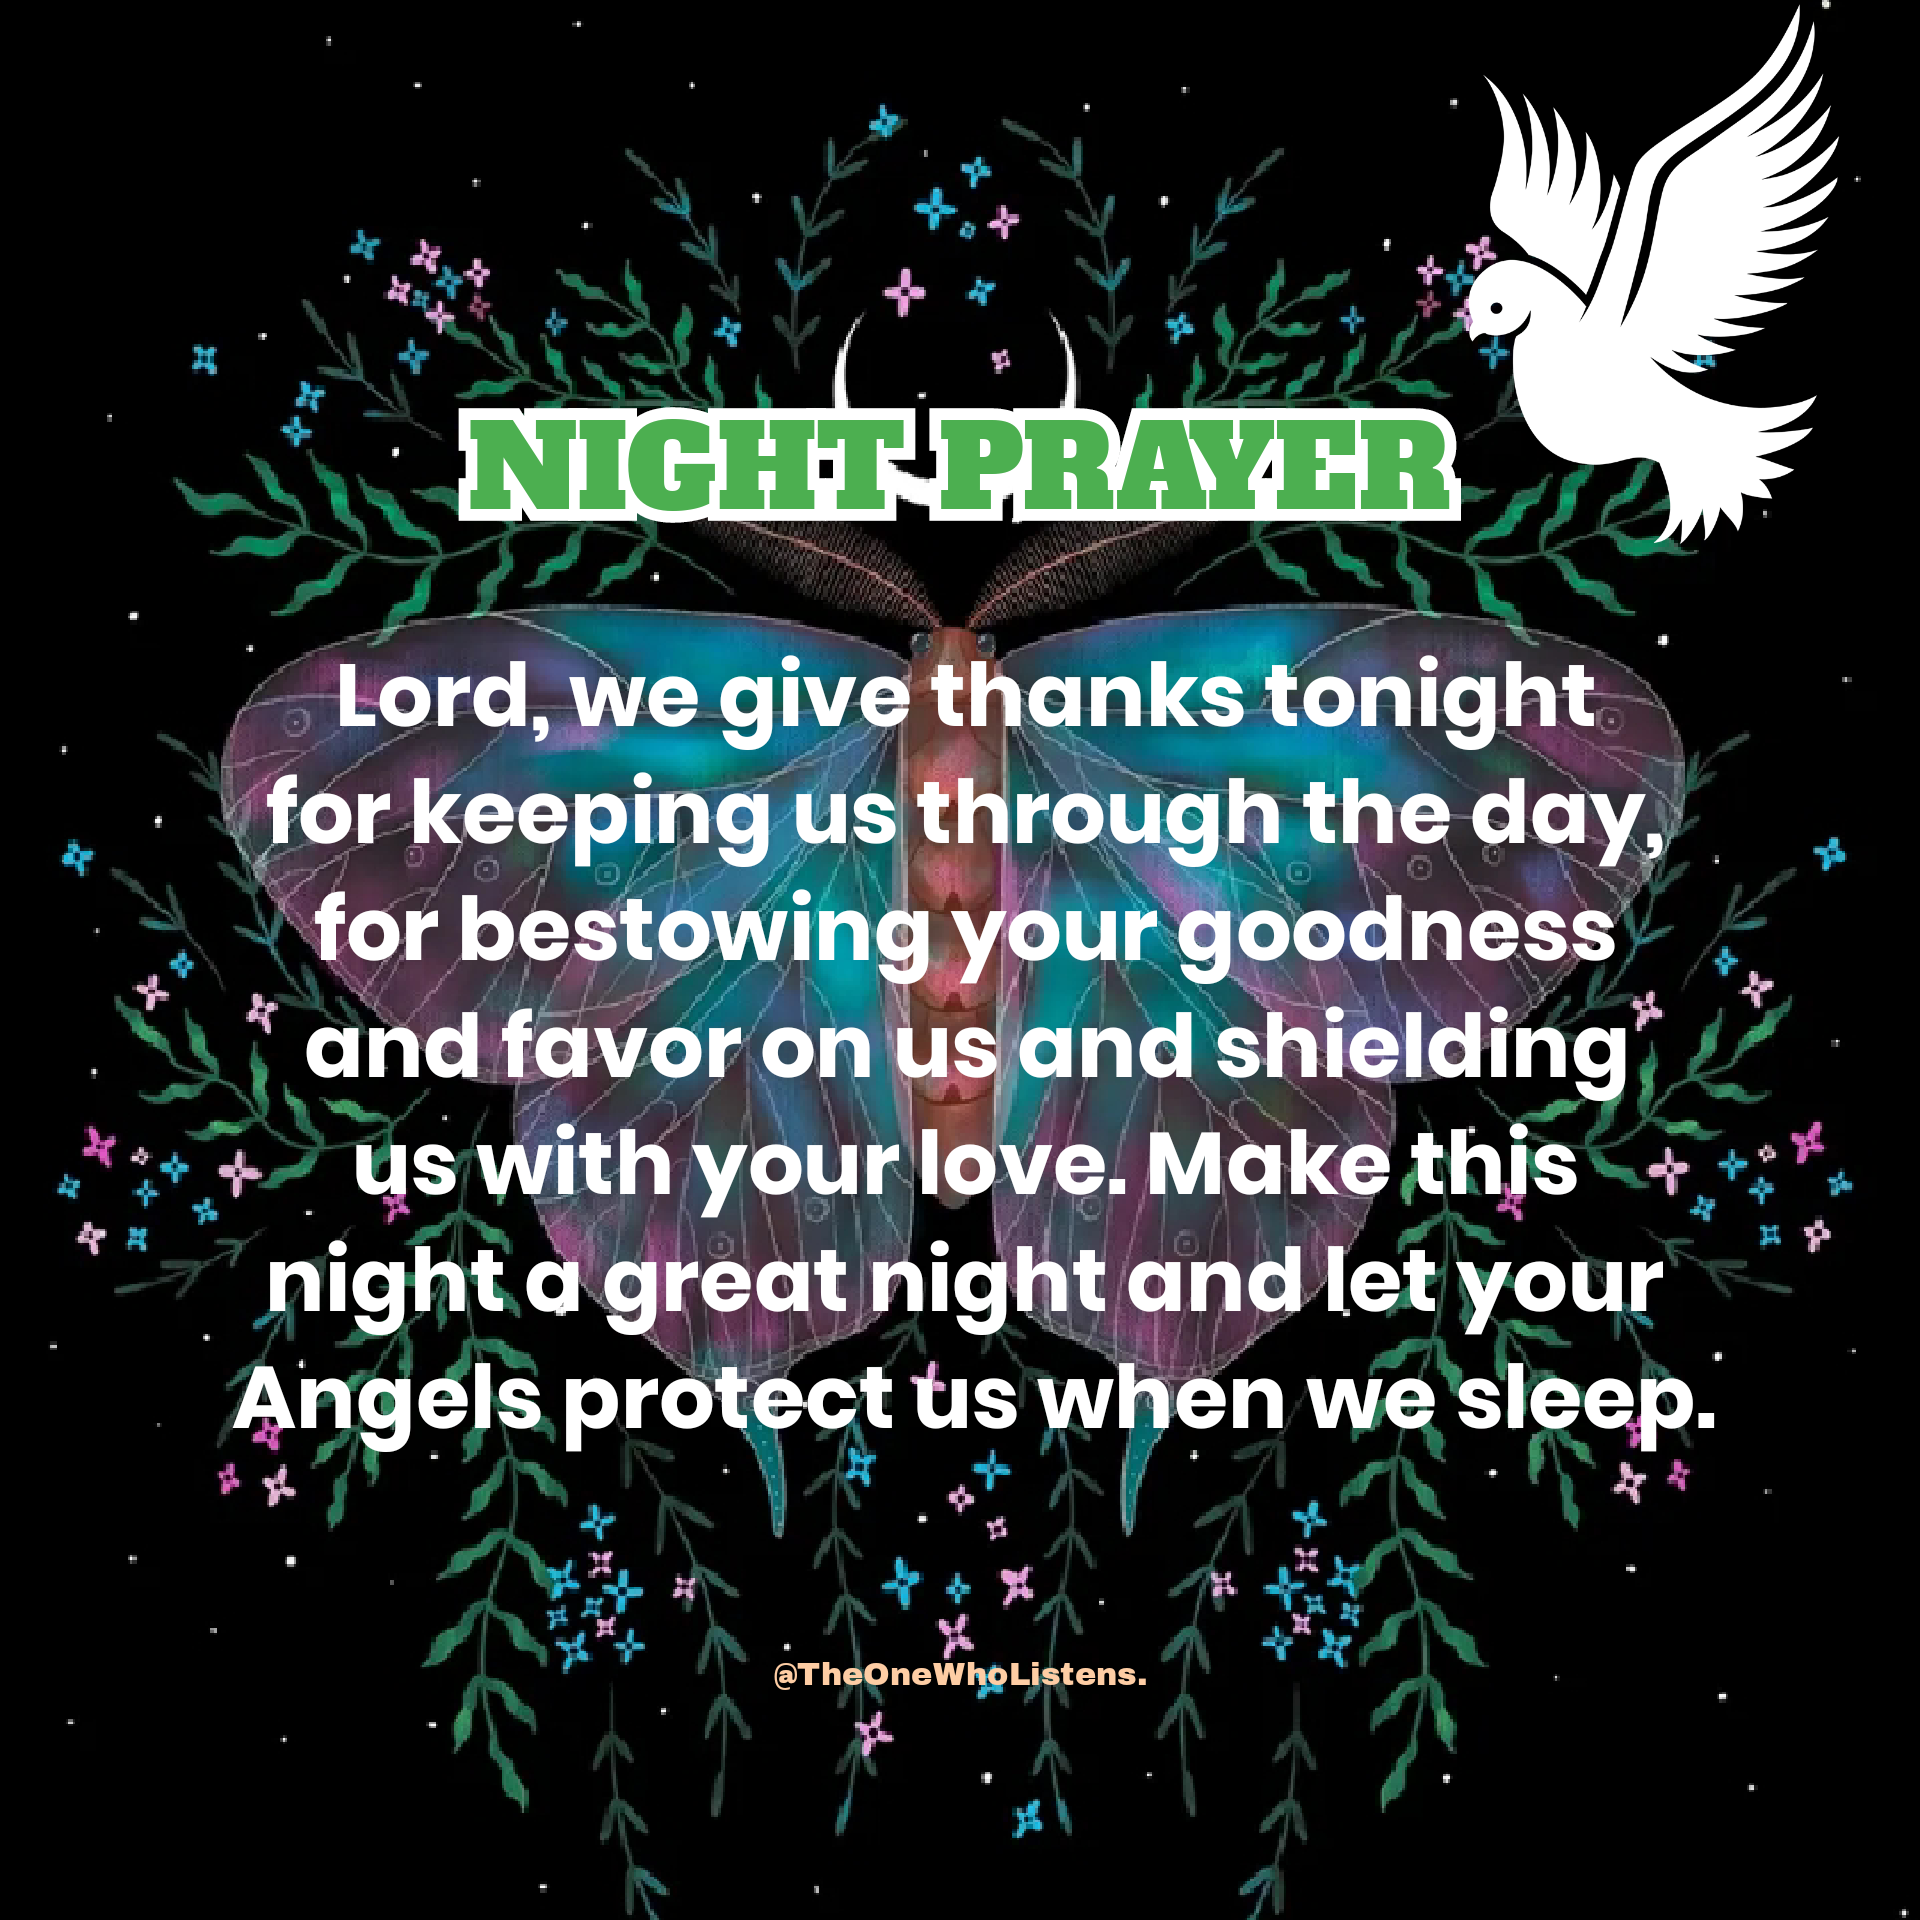 NIGHT PRAYER
Lord, we give thanks tonight
for keeping us through the day,
for bestowing your goodness
and favor on us and shielding
us with your love. Make this
night a great night and let your
Angels protect us when we sleep.
@TheOneWhoListens.